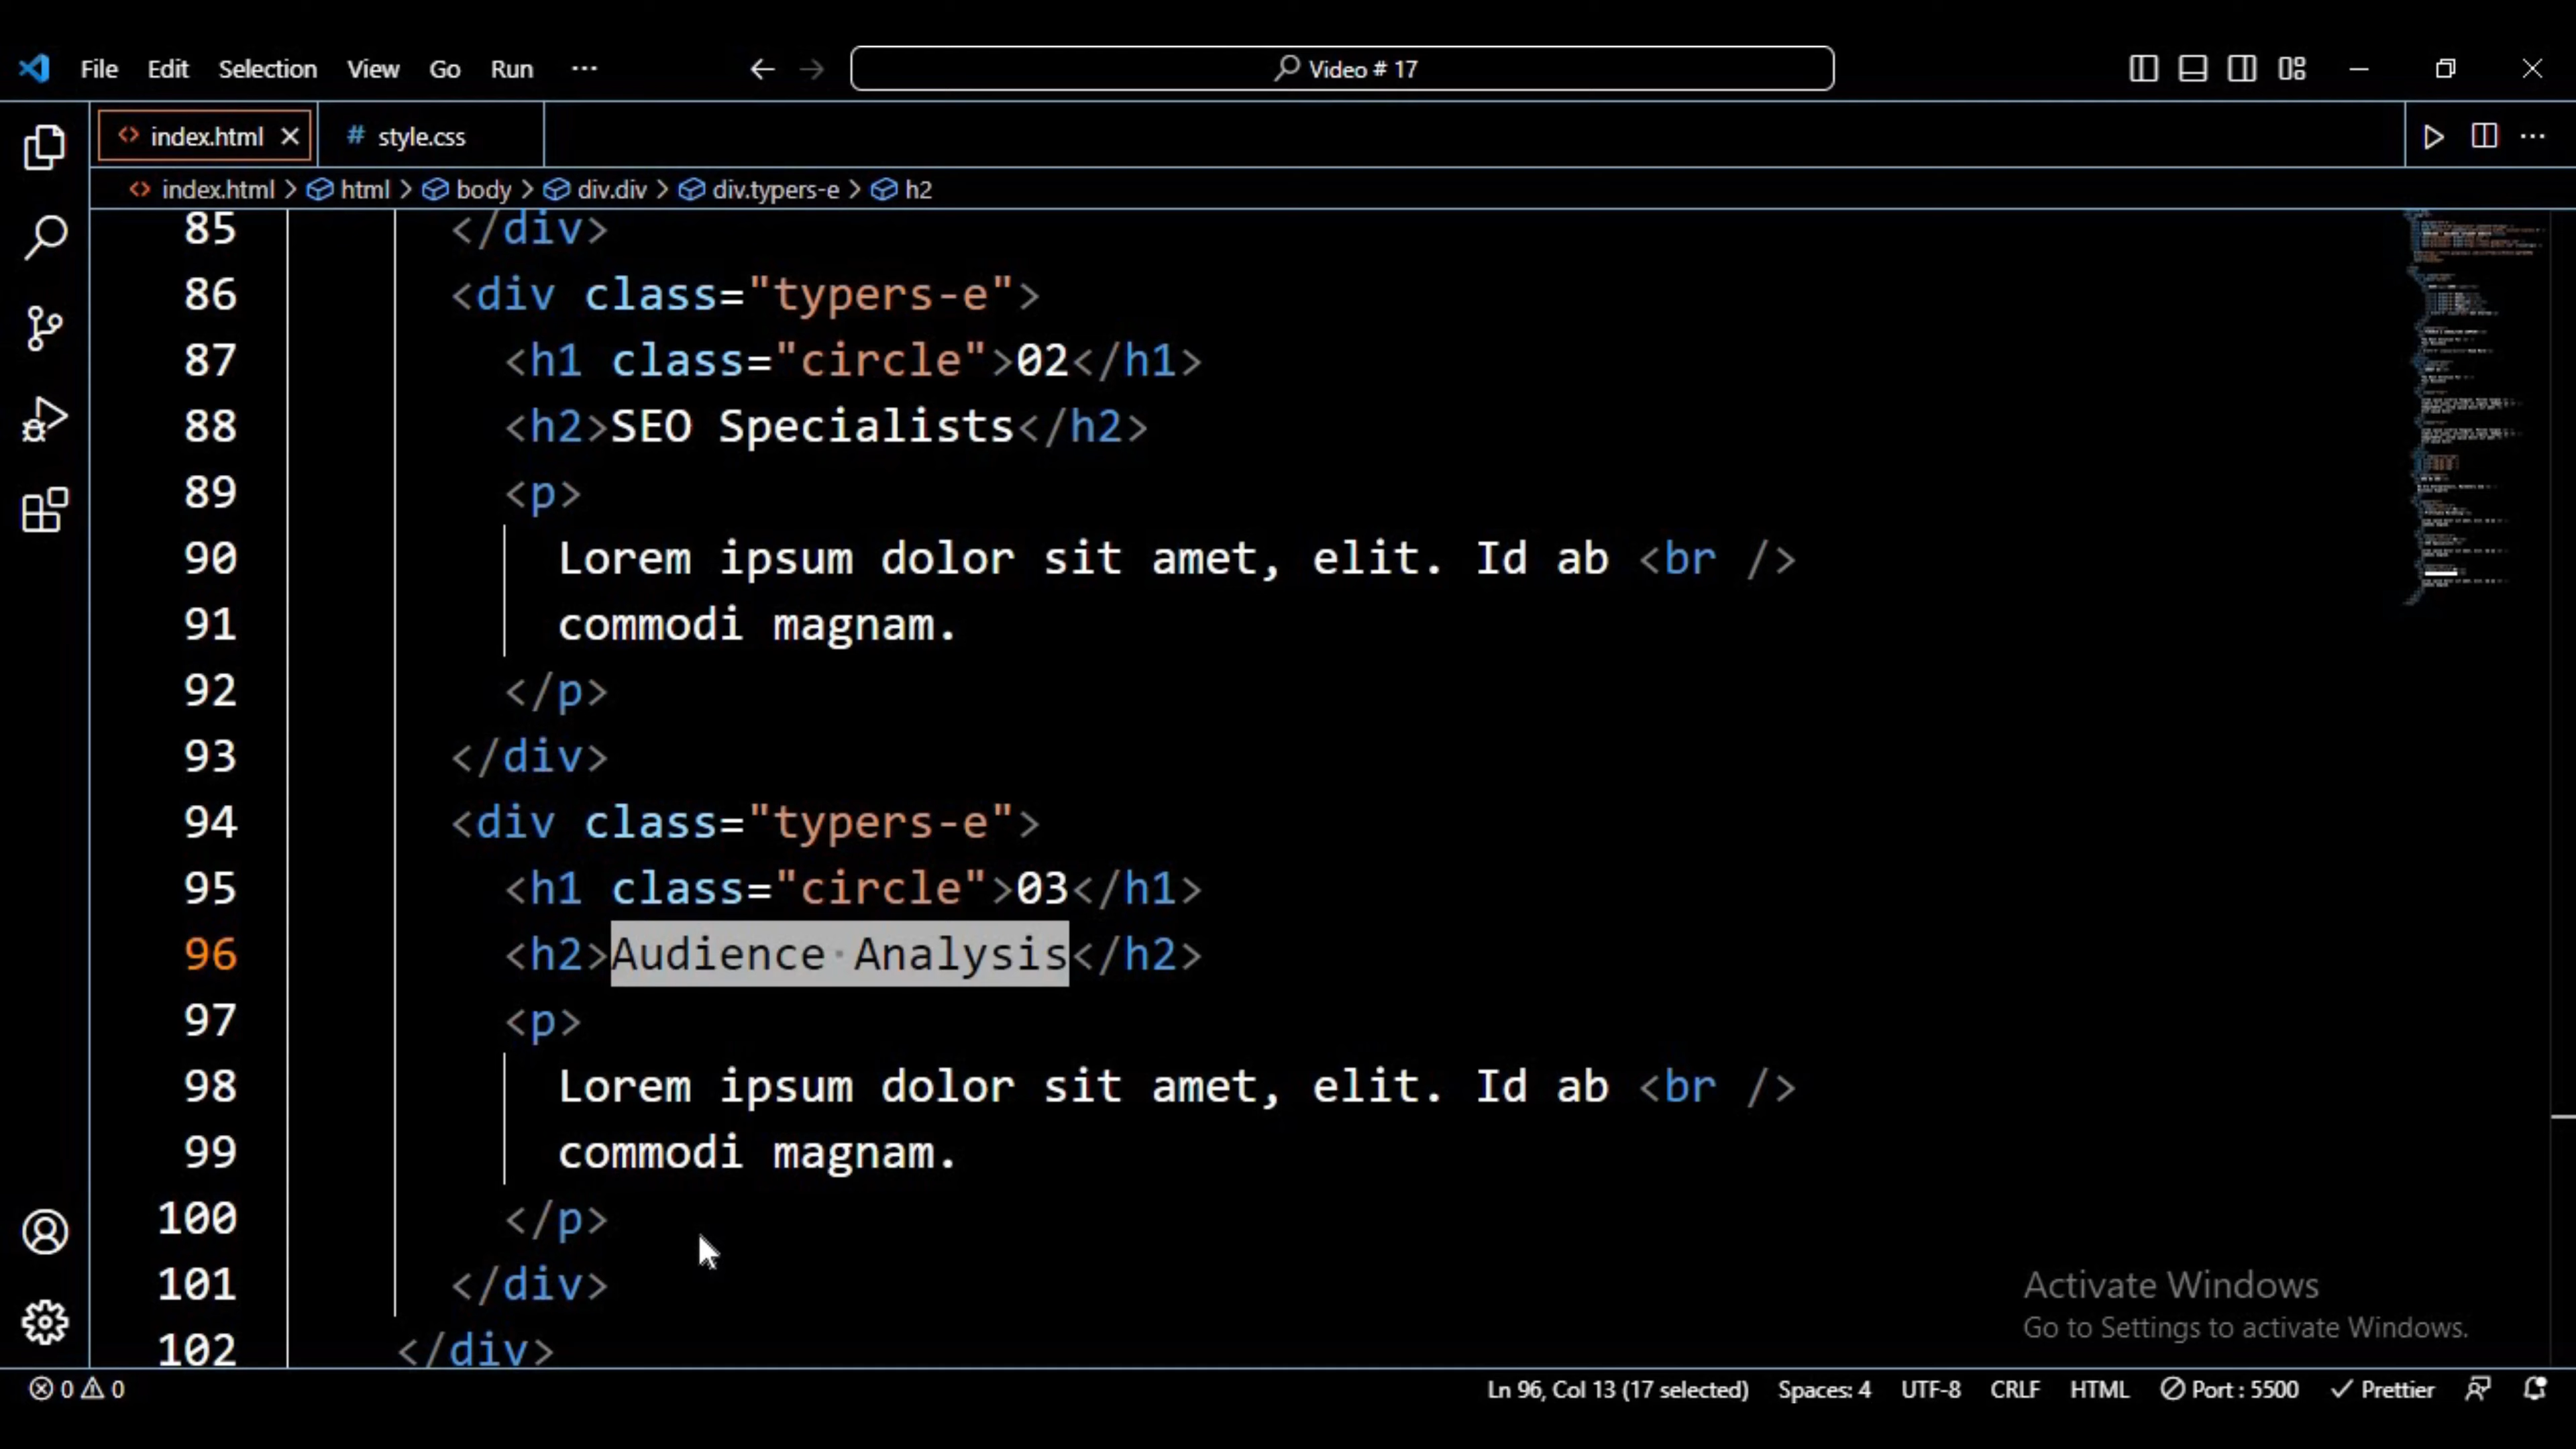 File Edit Selection View Go Run ··· Video # 17
index.html style.css
index.html > html > body > div.div > div.typers-e > h2
85 </div>
86 <div class="typers-e">
87 <h1 class="circle">02</h1>
88 <h2>SEO Specialists</h2>
89 <p>
90 Lorem ipsum dolor sit amet, elit. Id ab <br />
91 commodi magnam.
92 </p>
93 </div>
94 <div class="typers-e">
95 <h1 class="circle">03</h1>
96 <h2>Audience·Analysis</h2>
97 <p>
98 Lorem ipsum dolor sit amet, elit. Id ab <br />
99 commodi magnam.
100 </p>
101 </div>
102 </div>
Activate Windows
Go to Settings to activate Windows.
0 0 Ln 96, Col 13 (17 selected) Spaces: 4 UTF-8 CRLF HTML Port : 5500 Prettier